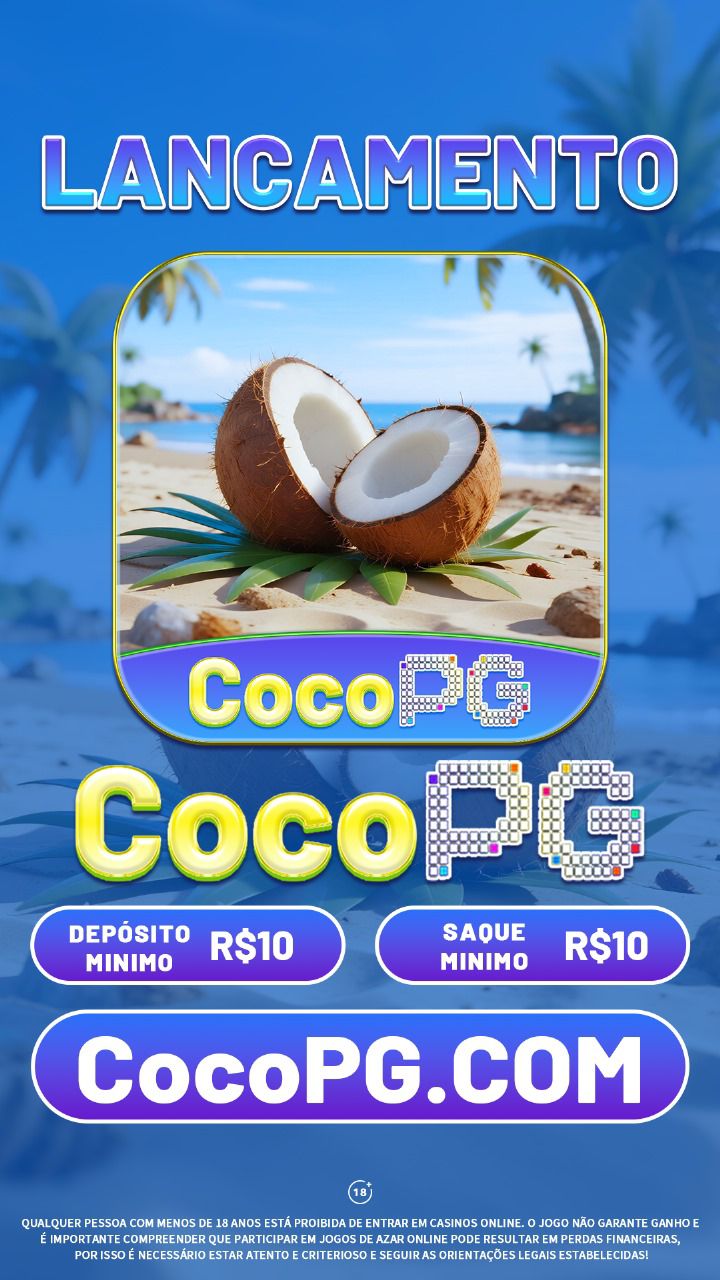 LANCAMENTO
CocoPG
CocoPG
DEPÓSITO
MINIMO
R$10
SAQUE
MINIMO
R$10
CocoPG.COM
18+
QUALQUER PESSOA COM MENOS DE 18 ANOS ESTÁ PROIBIDA DE ENTRAR EM CASINOS ONLINE. O JOGO NÃO GARANTE GANHO E
É IMPORTANTE COMPREENDER QUE PARTICIPAR EM JOGOS DE AZAR ONLINE PODE RESULTAR EM PERDAS FINANCEIRAS,
POR ISSO É NECESSÁRIO ESTAR ATENTO E CRITERIOSO E SEGUIR AS ORIENTAÇÕES LEGAIS ESTABELECIDAS!